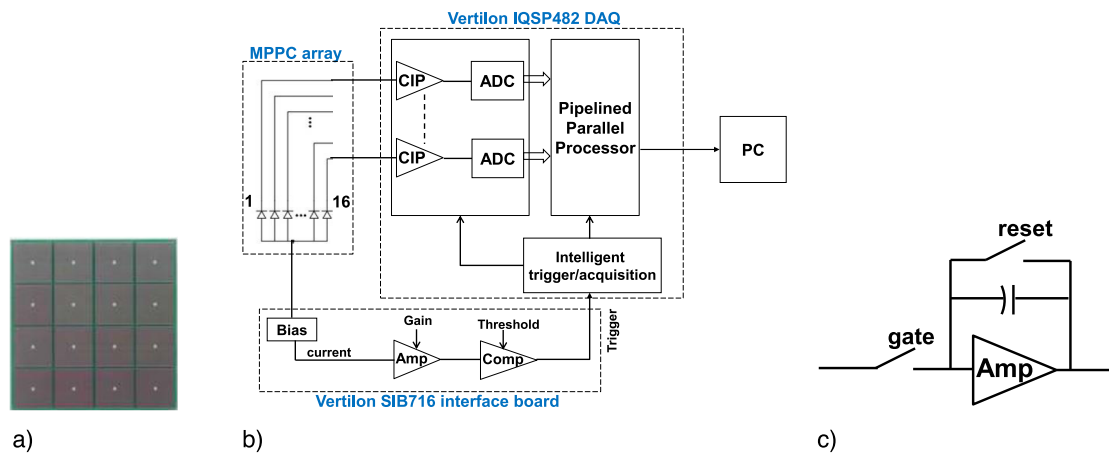 Vertilon IQSP482 DAQ
MPPC array
CIP
ADC
CIP
ADC
Pipelined
Parallel
Processor
PC
1
16
Intelligent
trigger/acquisition
Bias
current
Gain
Amp
Threshold
Comp
Trigger
Vertilon SIB716 interface board
reset
gate
Amp
a)
b)
c)